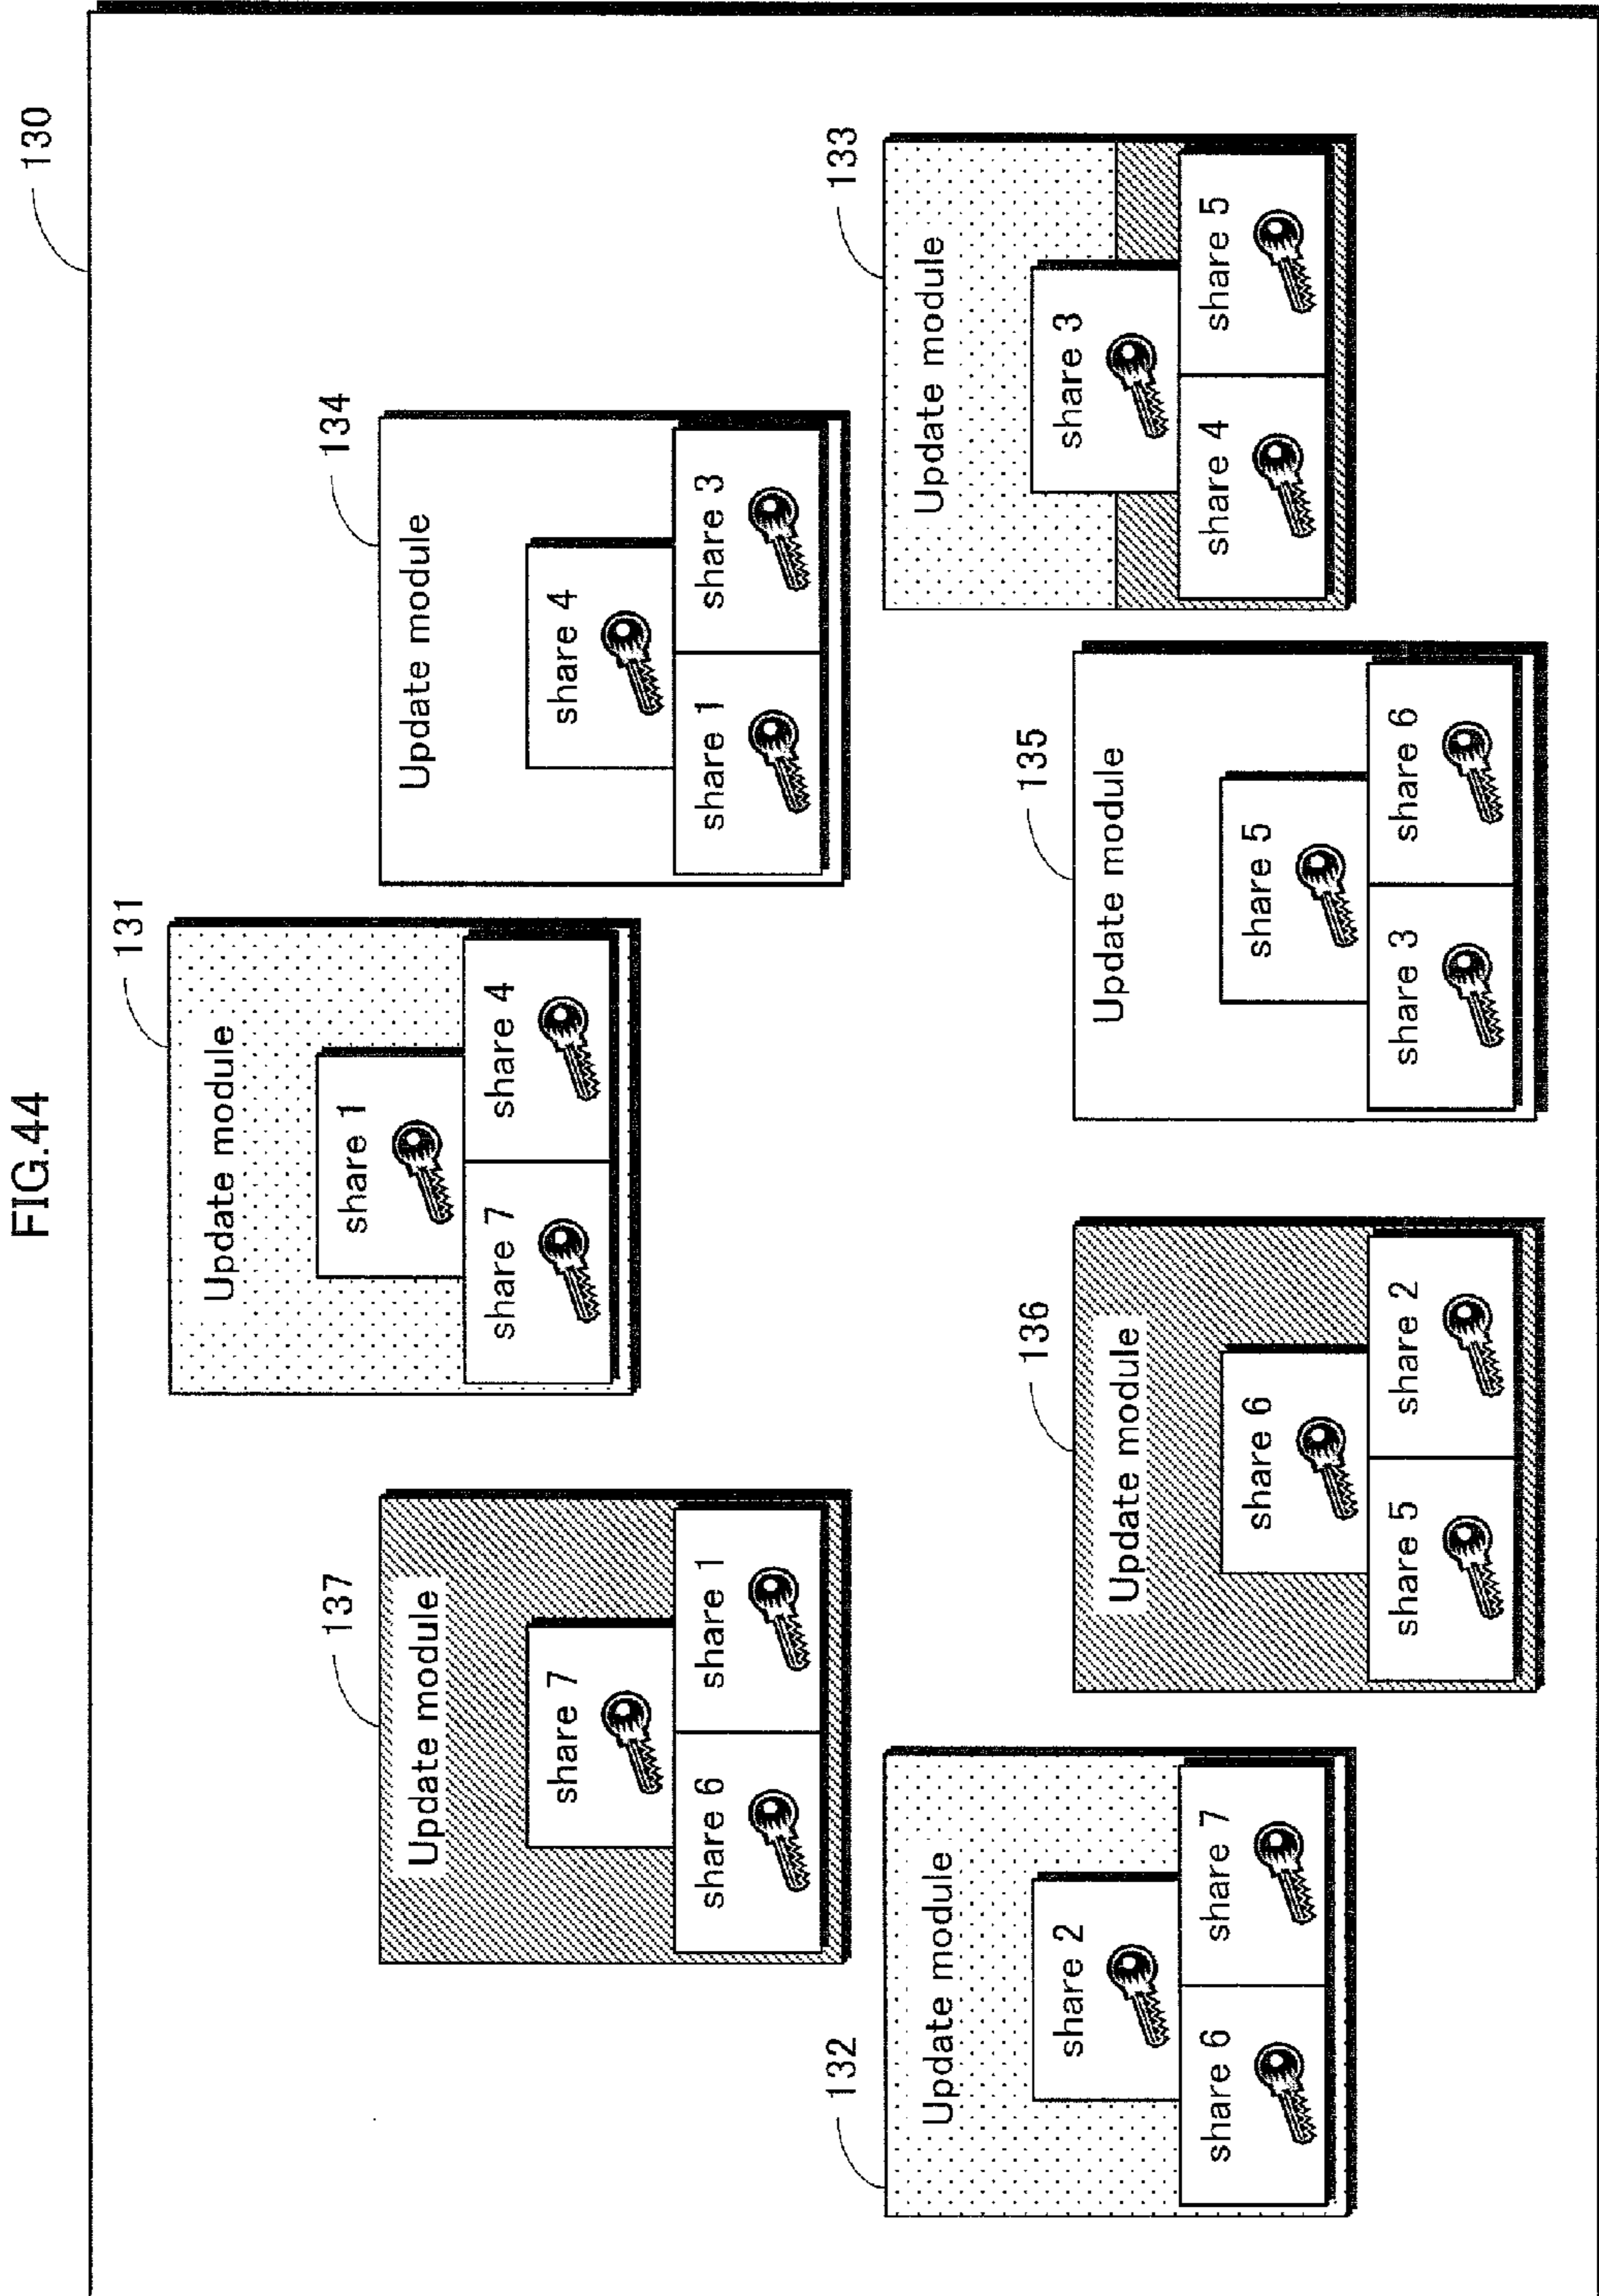 FIG.44
130
137
Update module
share 7
share 6
share 1
131
Update module
share 1
share 7
share 4
134
Update module
share 4
share 1
share 3
132
Update module
share 2
share 6
share 7
136
Update module
share 6
share 5
share 2
135
Update module
share 5
share 3
share 6
133
Update module
share 3
share 4
share 5